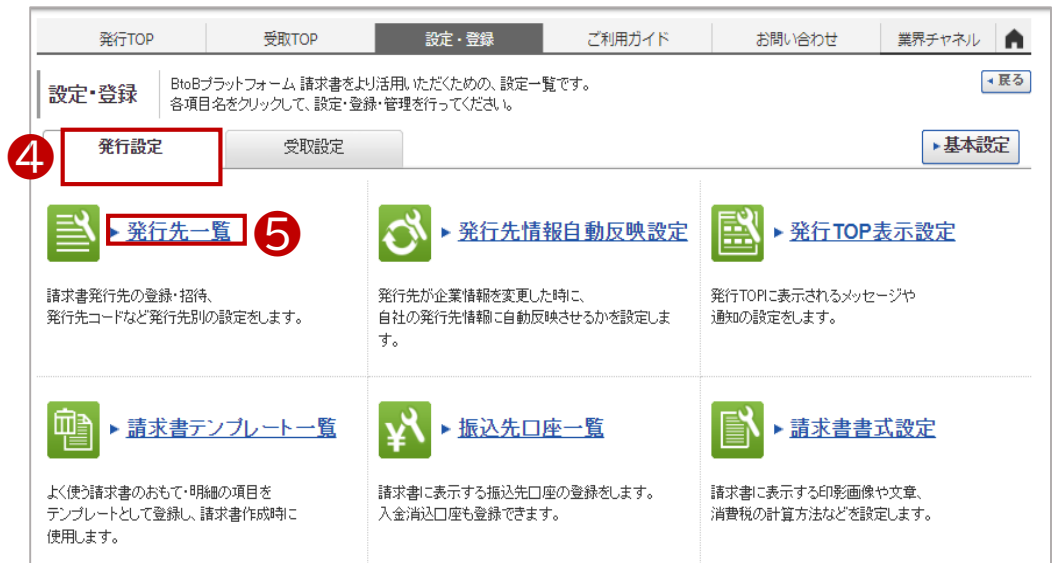 発行TOP 受取TOP 設定・登録 ご利用ガイド お問い合わせ 業界チャネル
設定・登録
BtoBプラットフォーム 請求書をより活用いただくための、設定一覧です。
各項目名をクリックして、設定・登録・管理を行ってください。
戻る
4
発行設定 受取設定 基本設定
発行先一覧
5
請求書発行先の登録・招待、
発行先コードなど発行先別の設定をします。
発行先情報自動反映設定
発行先が企業情報を変更した時に、
自社の発行先情報に自動反映させるかを設定しま
す。
発行TOP表示設定
発行TOPに表示されるメッセージや
通知の設定をします。
請求書テンプレート一覧
よく使う請求書のおもて・明細の項目を
テンプレートとして登録し、請求書作成時に
使用します。
振込先口座一覧
請求書に表示する振込先口座の登録をします。
入金消込口座も登録できます。
請求書書式設定
請求書に表示する印影画像や文章、
消費税の計算方法などを設定します。